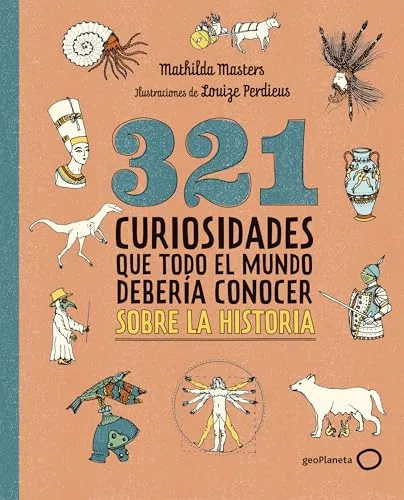 Mathilda Masters
Ilustraciones de Louize Perdieus
321
CURIOSIDADES
QUE TODO EL MUNDO
DEBERÍA CONOCER
SOBRE LA HISTORIA
geoPlaneta